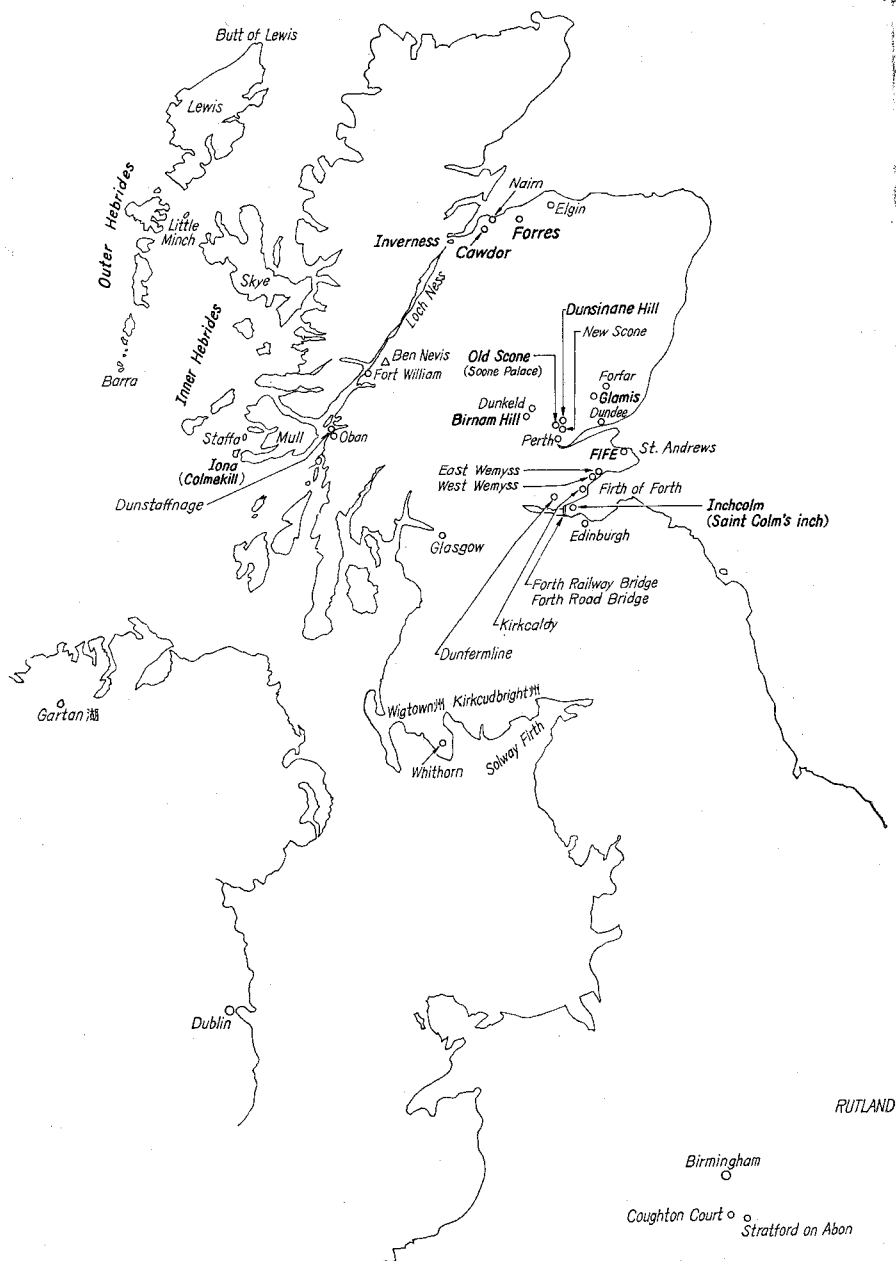 Butt of Lewis
Lewis
Outer Hebrides
Little
Minch
Nairn
Elgin
Inverness
Forres
Cawdor
Skye
Loch Ness
Inner Hebrides
Barra
Ben Nevis
Fort William
Dunsinane Hill
New Scone
Old Scone
(Soone Palace)
Forfar
Glamis
Dunkeld
Dundee
Birnam Hill
Perth
Staffa
Mull
Oban
Iona
(Colmekill)
Dunstaffnage
FIFE
St. Andrews
East Wemyss
West Wemyss
Firth of Forth
Inchcolm
(Saint Colm's inch)
Edinburgh
Glasgow
Forth Railway Bridge
Forth Road Bridge
Kirkcaldy
Dunfermline
Gartan湖
Wigtown州 Kirkcudbright州
Whithorn
Solway Firth
Dublin
RUTLAND
Birmingham
Coughton Court
Stratford on Abon